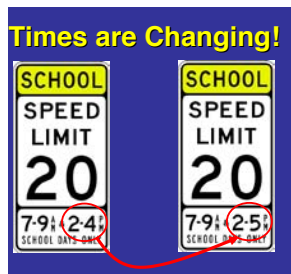 Times are Changing!
SCHOOL
SPEED
LIMIT
20
7-9 AM 2-4 PM
SCHOOL DAYS ONLY
SCHOOL
SPEED
LIMIT
20
7-9 AM 2-5 PM
SCHOOL DAYS ONLY